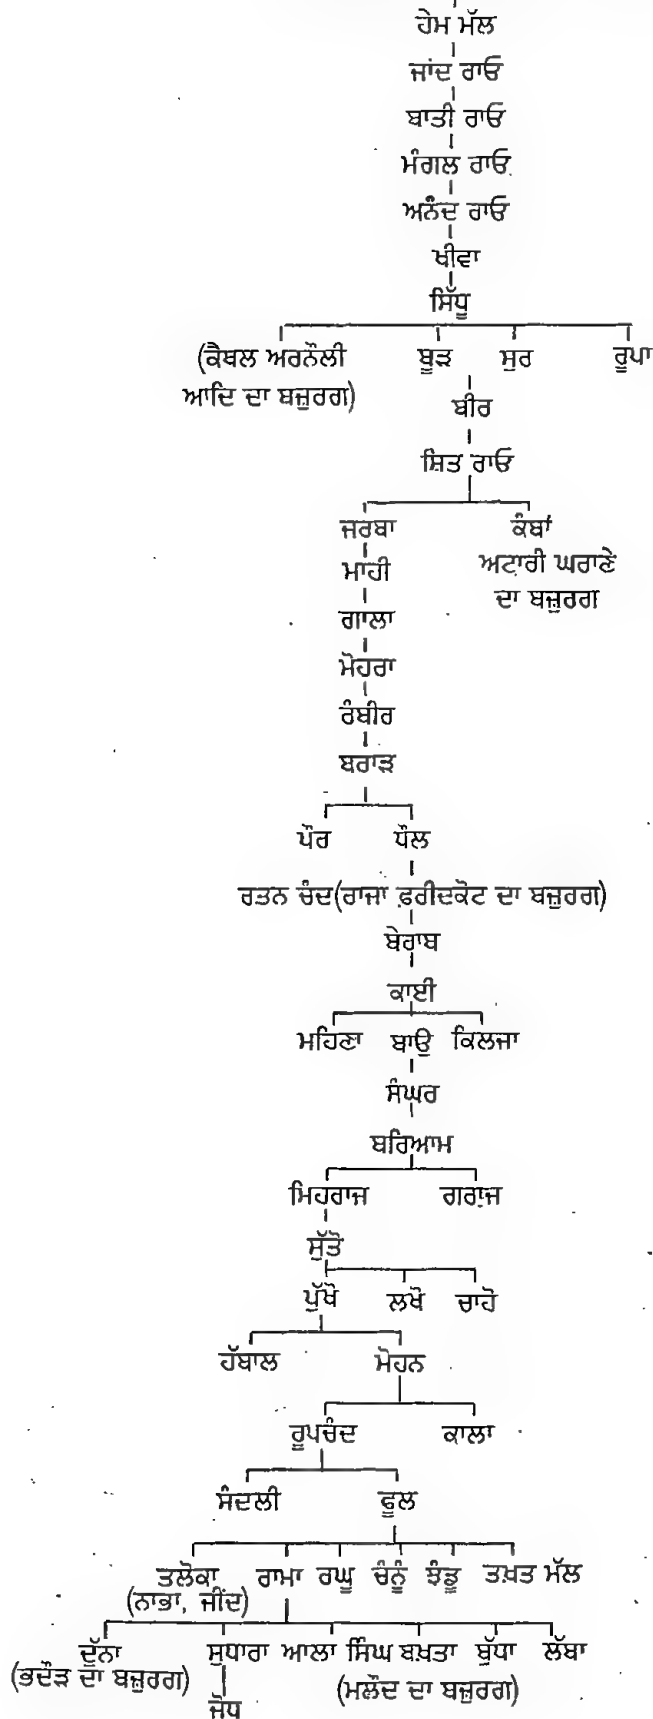 ਹੇਮ ਮੱਲ
ਜਾਂਦ ਰਾਓ
ਬਾਤੀ ਰਾਓ
ਮੰਗਲ ਰਾਓ
ਅਨੰਦ ਰਾਓ
ਖੀਵਾ
ਸਿੱਧੂ
(ਕੈਥਲ ਅਰਨੌਲੀ ਬੂੜ ਸੁਰ ਰੂਪਾ
ਆਦਿ ਦਾ ਬਜ਼ੁਰਗ)
ਬੀਰ
ਸ਼ਿਤ ਰਾਓ
ਜਰਬਾ ਕੰਬਾਂ
ਮਾਹੀ ਅਟਾਰੀ ਘਰਾਣੇ
ਦਾ ਬਜ਼ੁਰਗ
ਗਾਲਾ
ਮੋਹਰਾ
ਰੰਬੀਰ
ਬਰਾੜ
ਪੌਰ ਧੌਲ
ਰਤਨ ਚੰਦ(ਰਾਜਾ ਫ਼ਰੀਦਕੋਟ ਦਾ ਬਜ਼ੁਰਗ)
ਬੇਰਾਬ
ਕਾਈ
ਮਹਿਣਾ ਬਾਉ ਕਿਲਜਾ
ਸੰਘਰ
ਬਰਿਆਮ
ਮਿਹਰਾਜ ਗਰਾਜ
ਸੁੱਤੋ
ਪੁੱਖੋ ਲਖੋ ਚਾਹੋ
ਹੱਬਾਲ ਮੋਹਨ
ਰੂਪਚੰਦ ਕਾਲਾ
ਸੰਦਲੀ ਫੂਲ
ਤਲੋਕਾ ਰਾਮਾ ਰਘੂ ਚੰਨੂੰ ਝੰਡੂ ਤਖ਼ਤ ਮੱਲ
(ਨਾਭਾ, ਜੀਂਦ)
ਦੁੱਨਾ ਸੁਧਾਰਾ ਆਲਾ ਸਿੰਘ ਬਖ਼ਤਾ ਬੁੱਧਾ ਲੱਬਾ
(ਭਦੌੜ ਦਾ ਬਜ਼ੁਰਗ) (ਮਲੌਦ ਦਾ ਬਜ਼ੁਰਗ)
ਜੋਧ